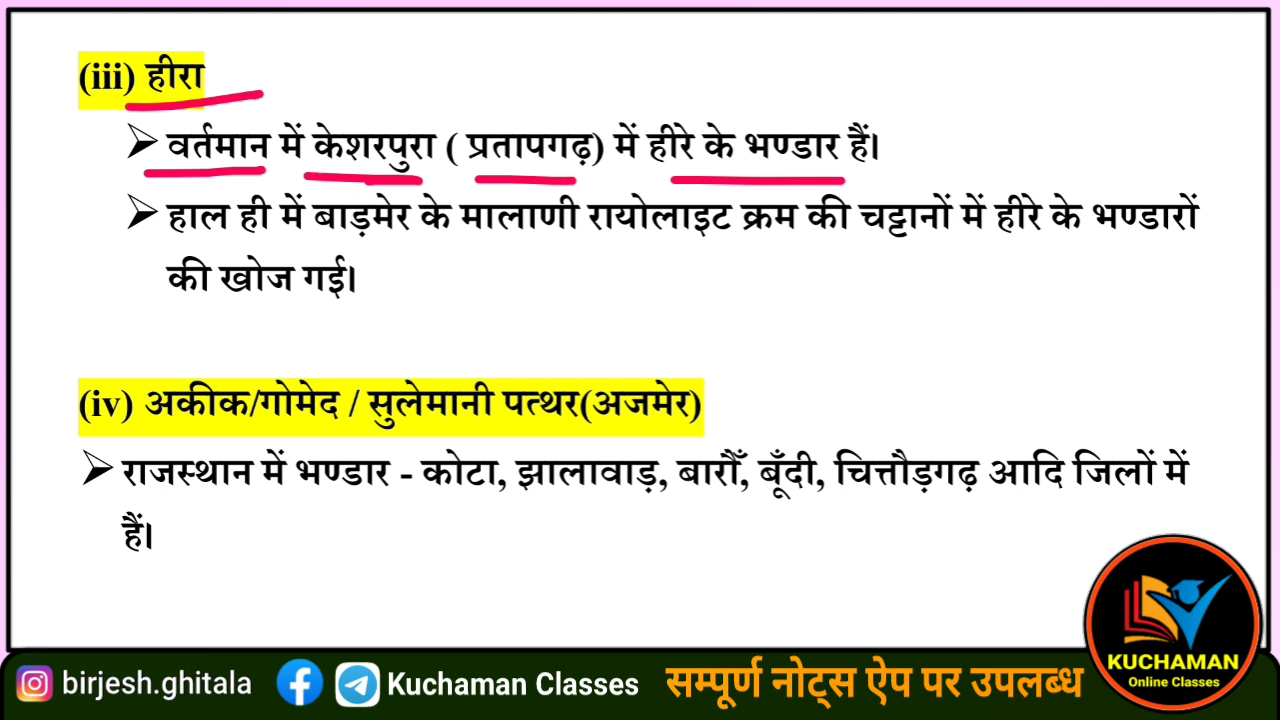 (iii) हीरा
वर्तमान में केशरपुरा ( प्रतापगढ़) में हीरे के भण्डार हैं।
हाल ही में बाड़मेर के मालाणी रायोलाइट क्रम की चट्टानों में हीरे के भण्डारों
की खोज गई।
(iv) अकीक/गोमेद / सुलेमानी पत्थर(अजमेर)
राजस्थान में भण्डार - कोटा, झालावाड़, बारौँ, बूँदी, चित्तौड़गढ़ आदि जिलों में
हैं।
KUCHAMAN
Online Classes
birjesh.ghitala Kuchaman Classes सम्पूर्ण नोट्स ऐप पर उपलब्ध